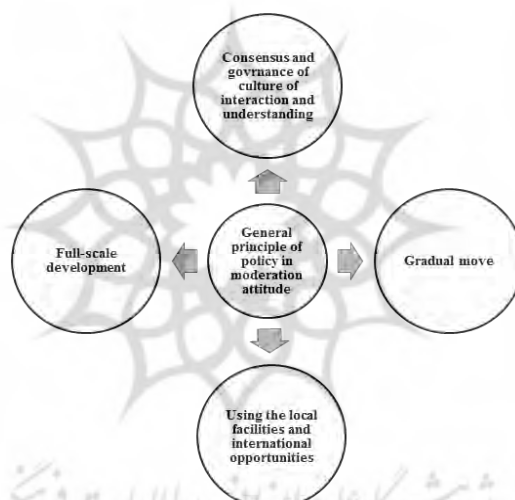 Consensus and
govrnance of
culture of
interaction and
understanding
Full-scale
development
General
principle of
policy in
moderation
attitude
Gradual move
Using the local
facilities and
international
opportunities